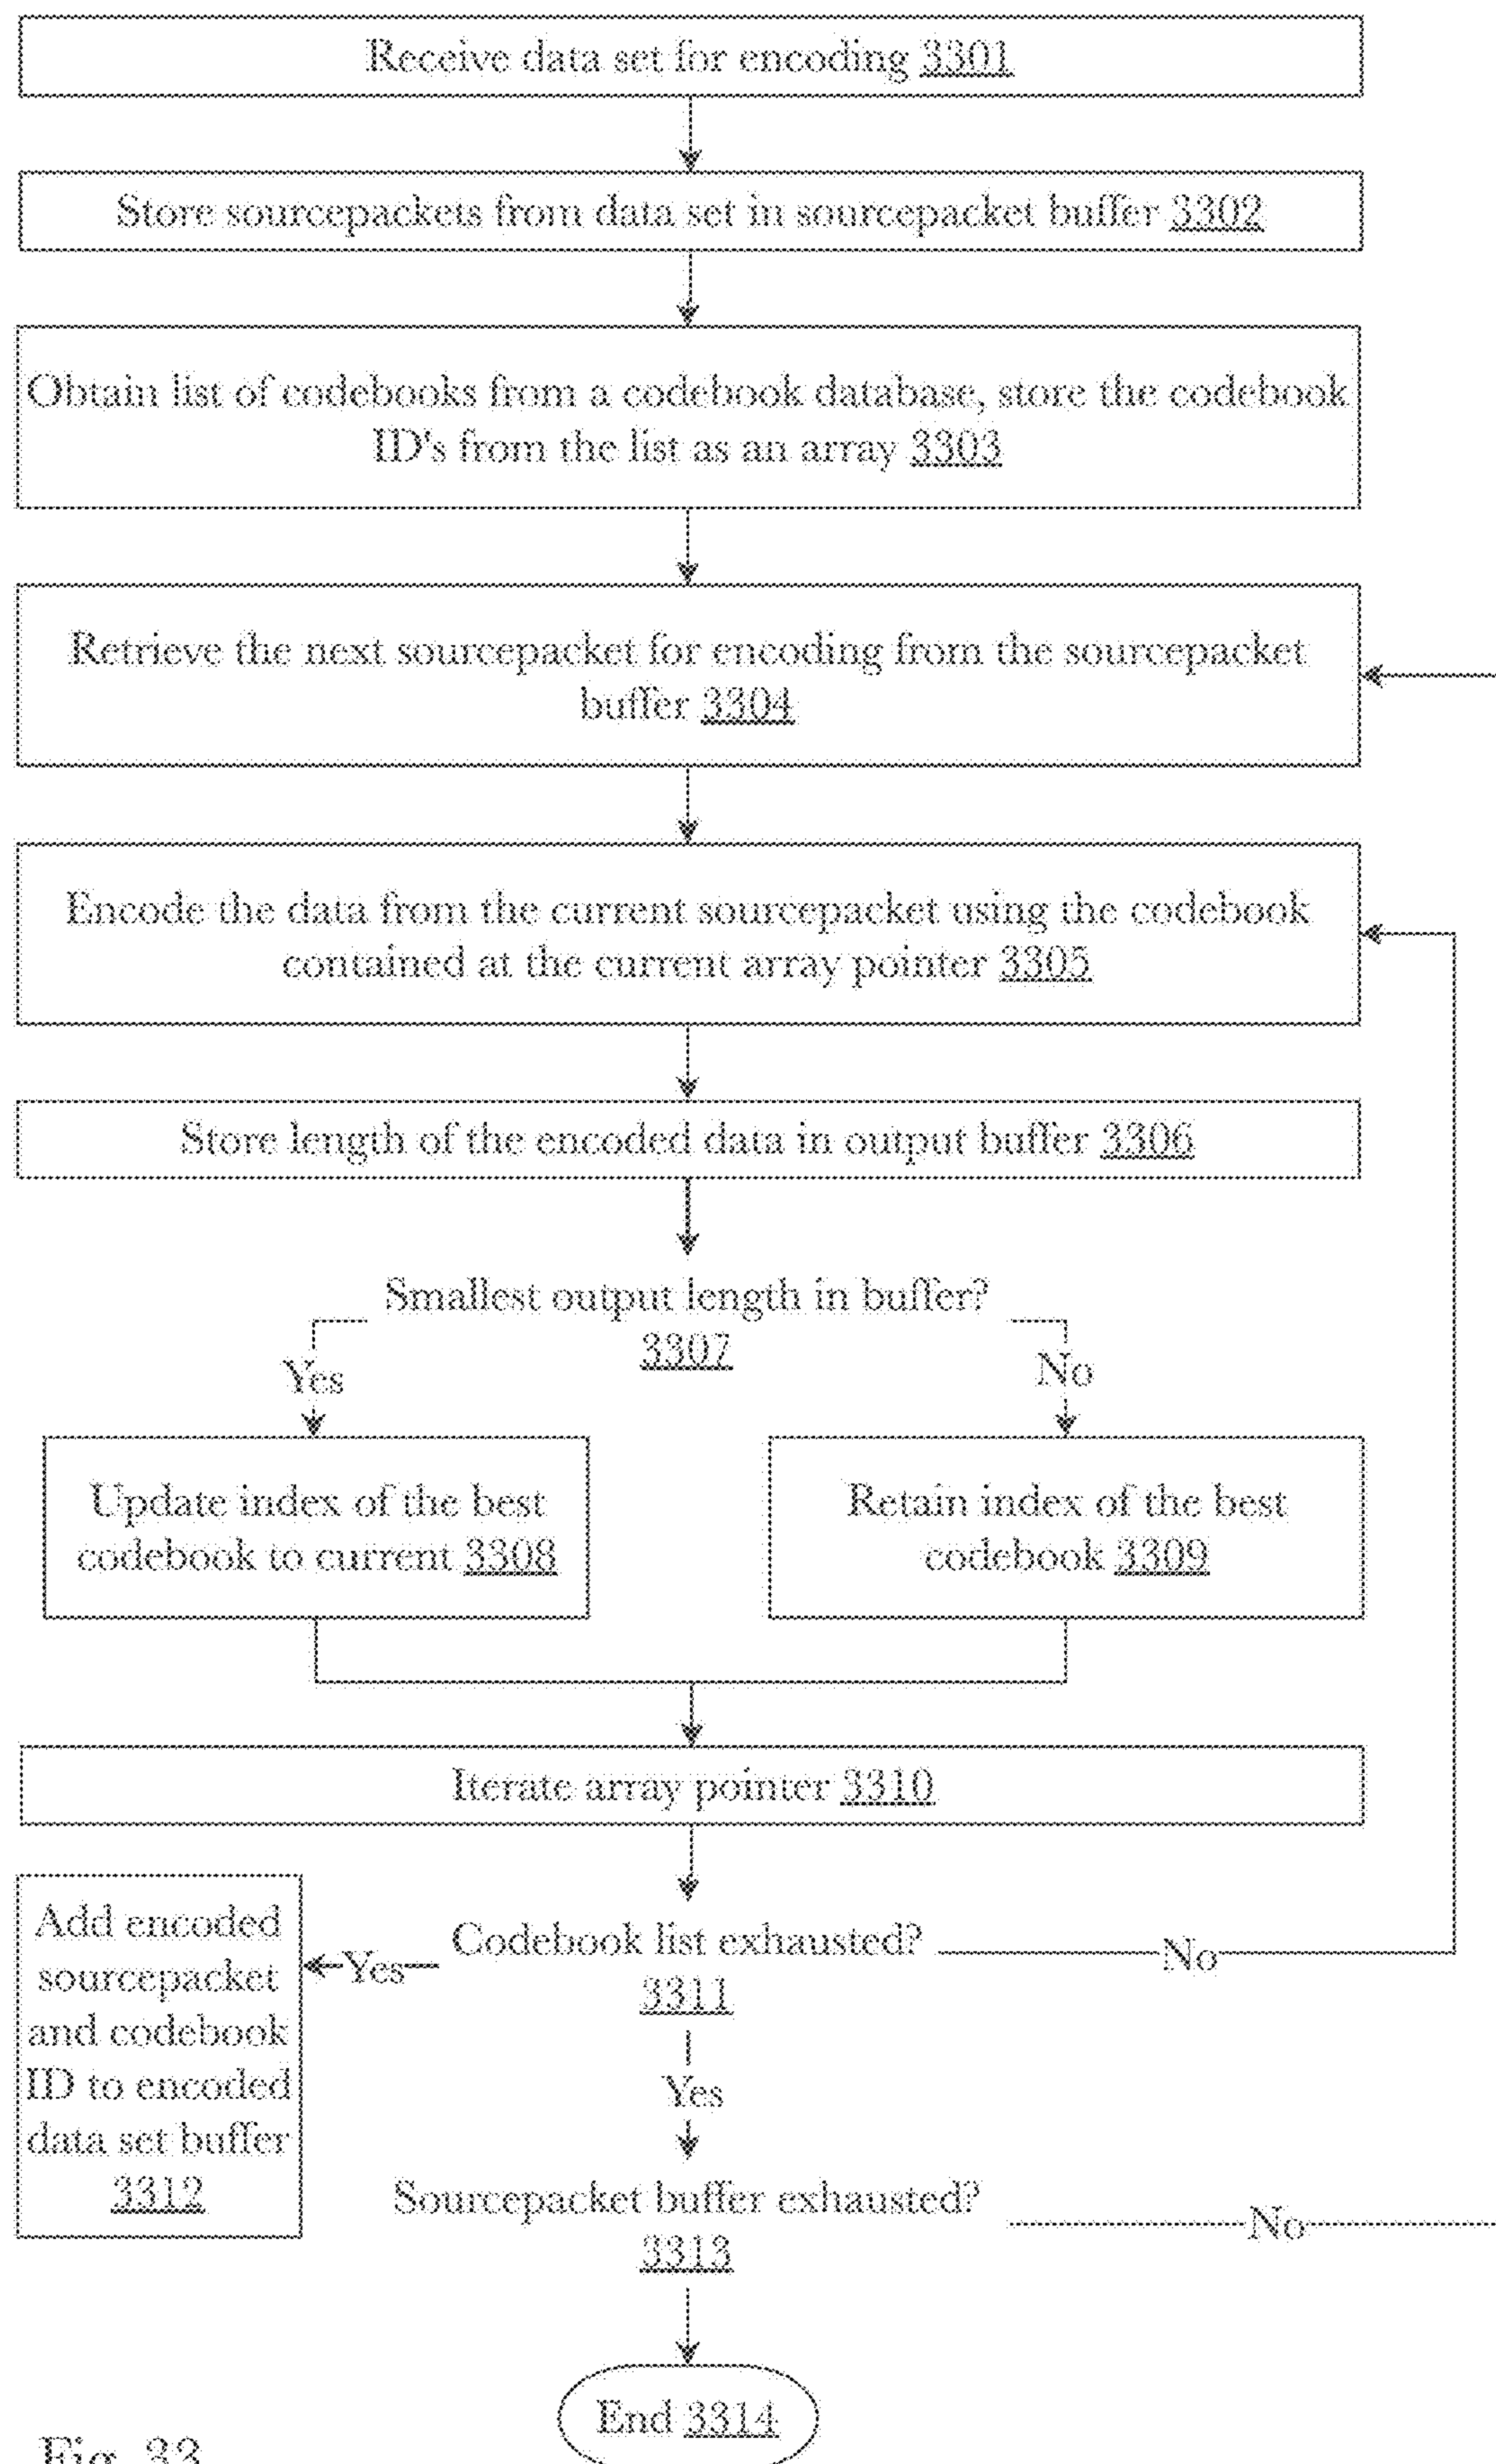 Receive data set for encoding 3301
Store sourcepackets from data set in sourcepacket buffer 3302
Obtain list of codebooks from a codebook database, store the codebook
ID's from the list as an array 3303
Retrieve the next sourcepacket for encoding from the sourcepacket
buffer 3304
Encode the data from the current sourcepacket using the codebook
contained at the current array pointer 3305
Store length of the encoded data in output buffer 3306
Smallest output length in buffer?
3307
Yes
No
Update index of the best
codebook to current 3308
Retain index of the best
codebook 3309
Iterate array pointer 3310
Add encoded
sourcepacket
and codebook
ID to encoded
data set buffer
3312
Yes
Codebook list exhausted?
3311
No
Yes
Sourcepacket buffer exhausted?
3313
No
End 3314
Fig. 33